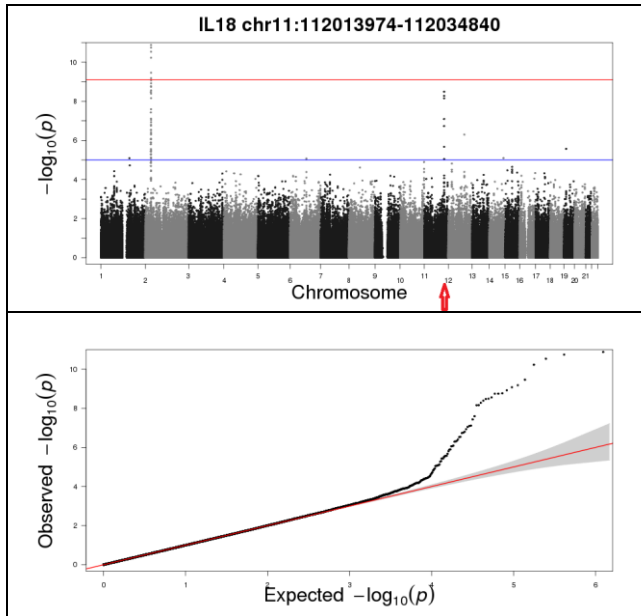 IL18 chr11:112013974-112034840
−log10(p)
10
8
6
4
2
0
1 2 3 4 5 6 7 8 9 10 11 12 13 14 15 16 17 18 19 20 21
Chromosome
Observed −log10(p)
10
8
6
4
2
0
0 1 2 3 4 5 6
Expected −log10(p)